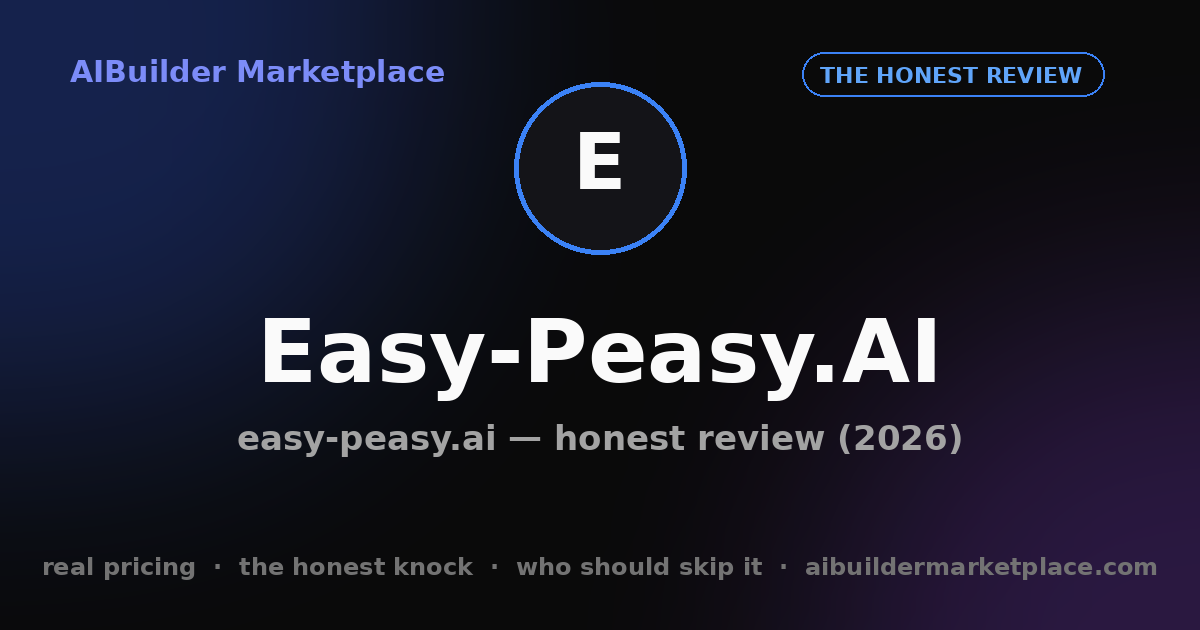 AIBuilder Marketplace
THE HONEST REVIEW
E
Easy-Peasy.AI
easy-peasy.ai — honest review (2026)
real pricing · the honest knock · who should skip it · aibuildermarketplace.com